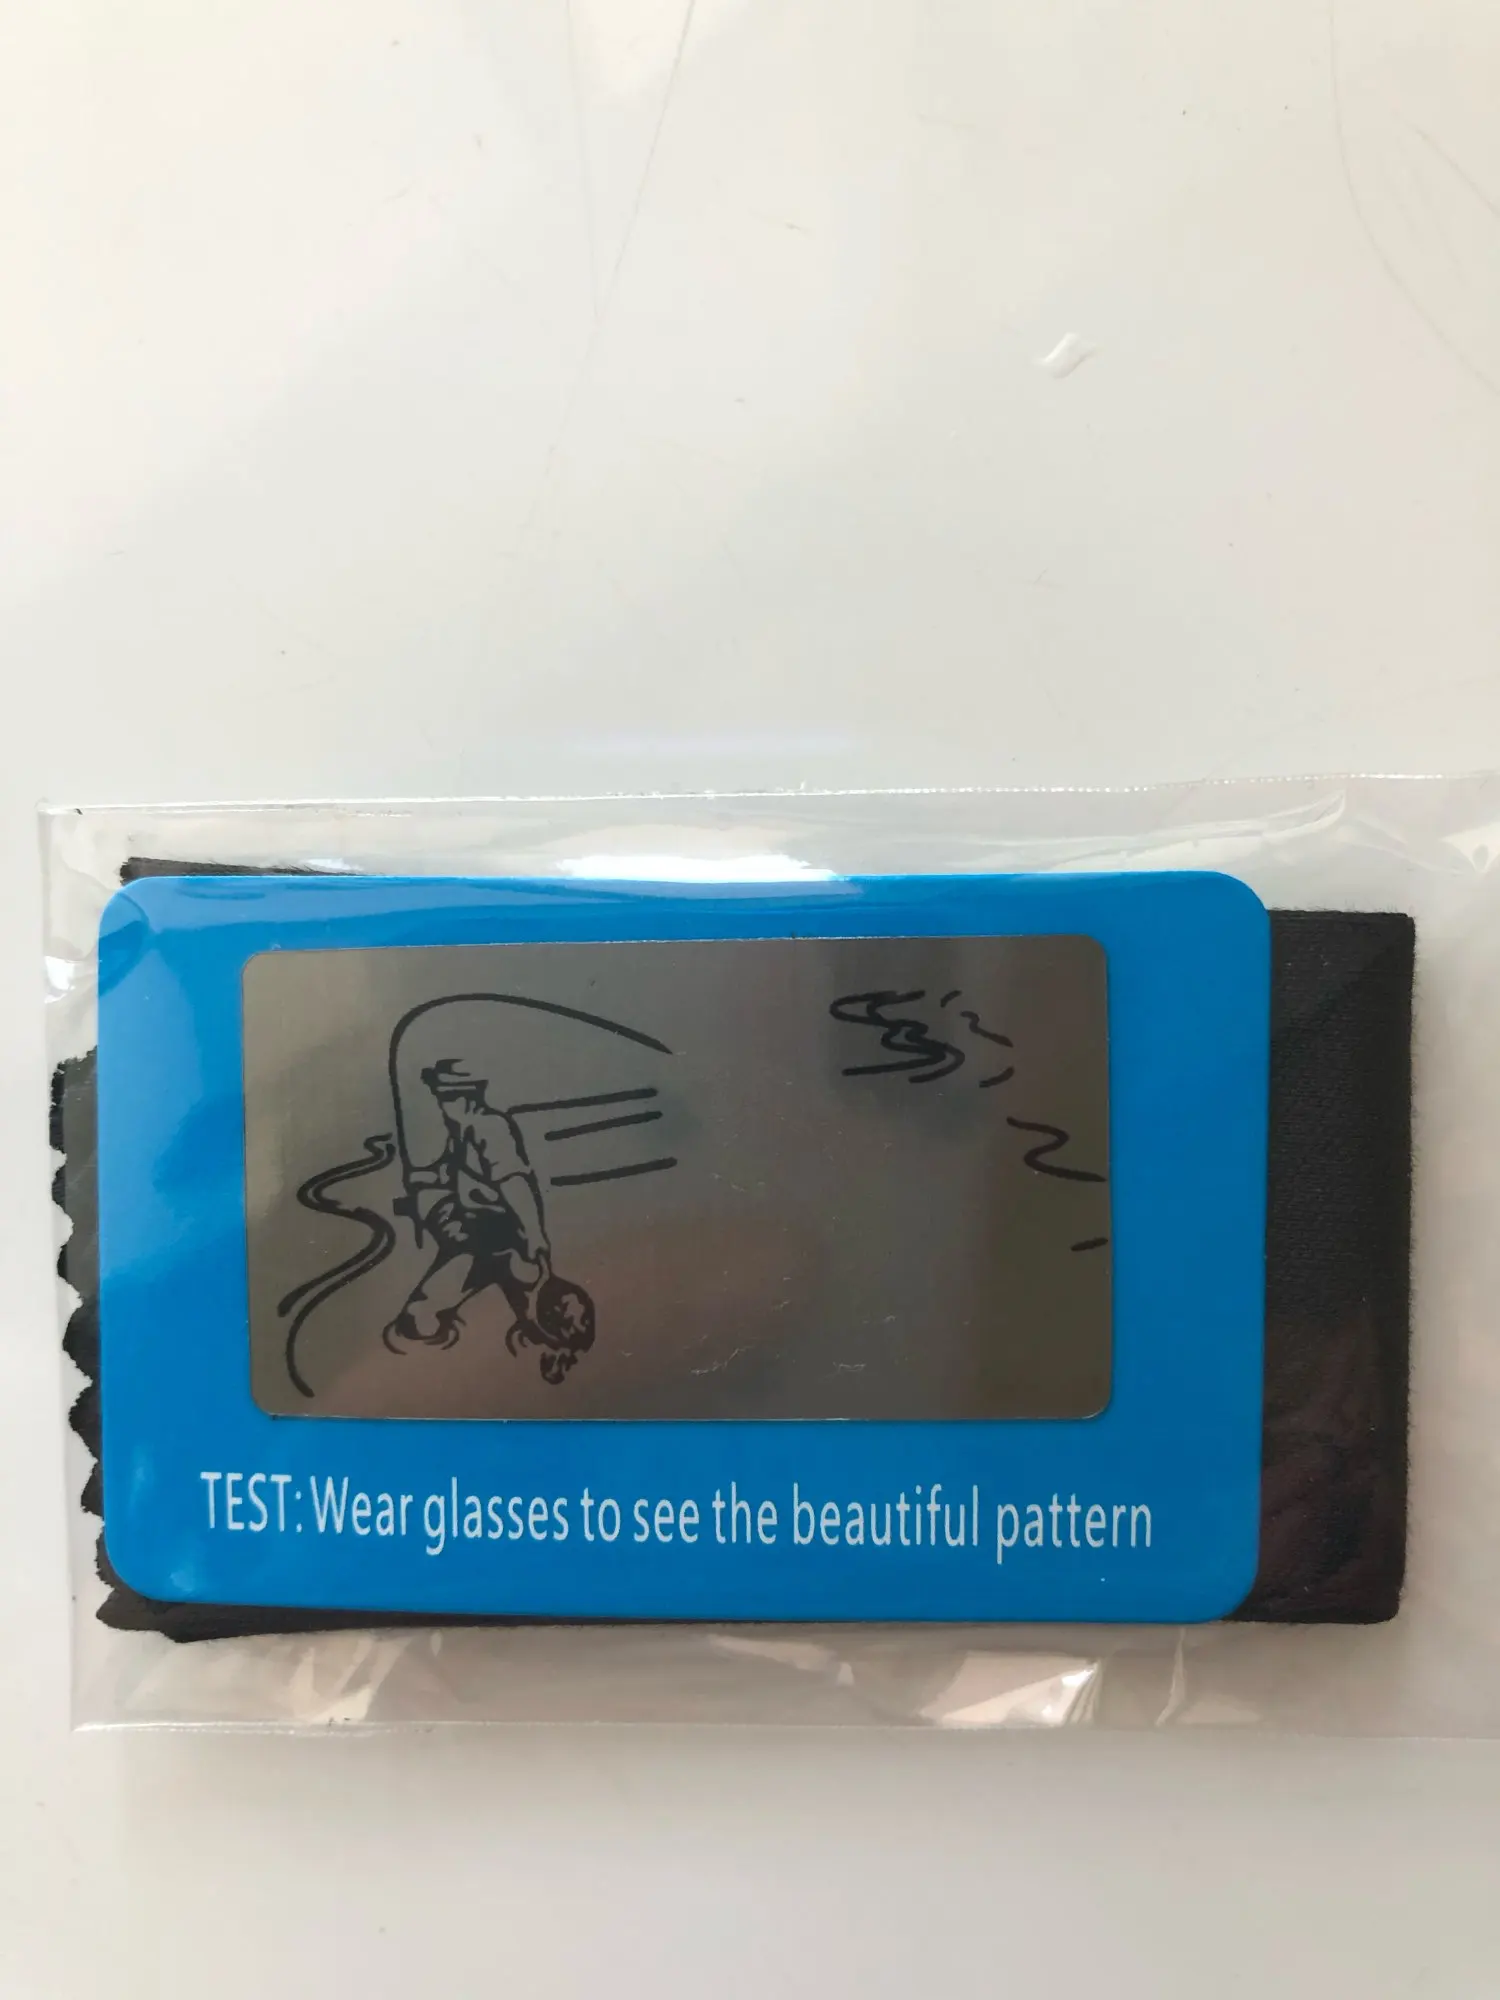 TEST: Wear glasses to see the beautiful pattern